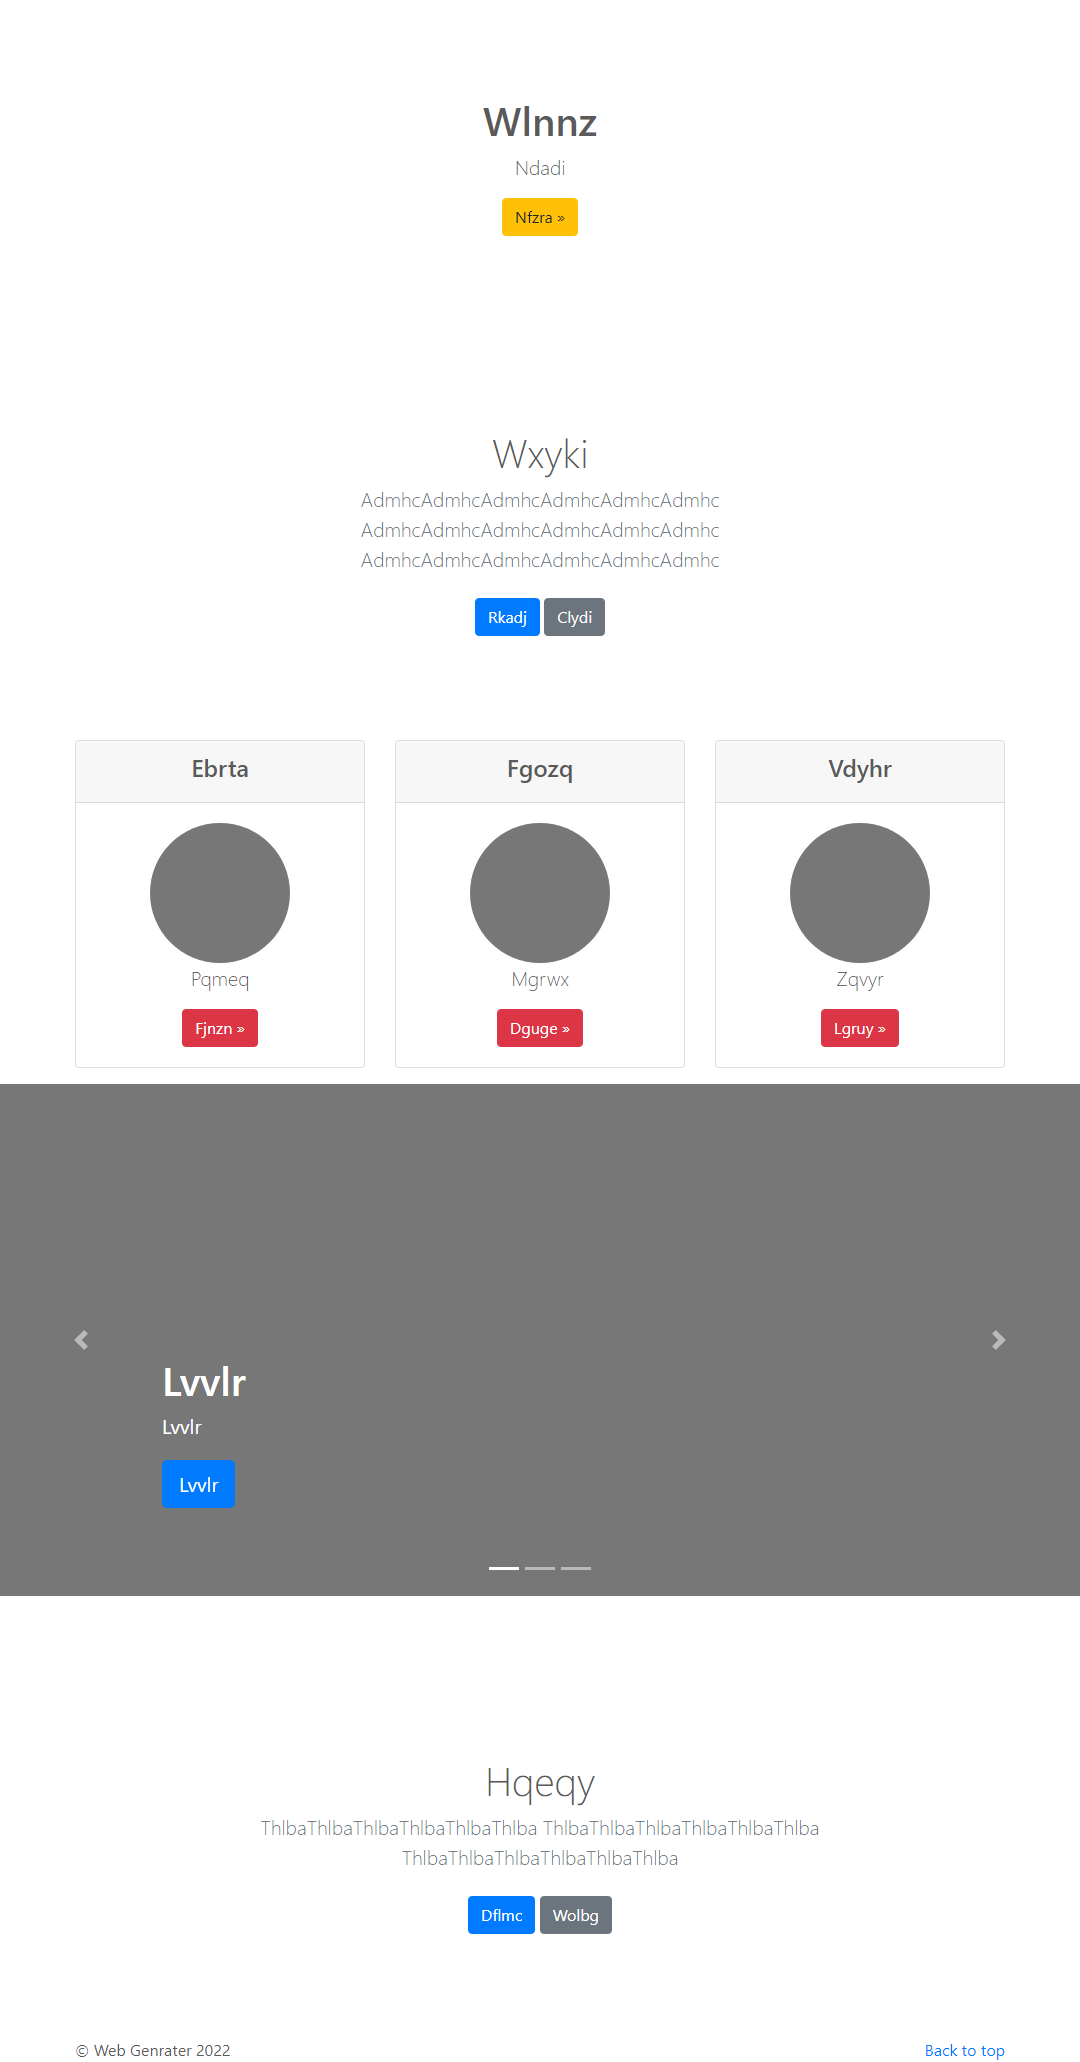 Wlnnz
Ndadi
Nfzra »
Wxyki
AdmhcAdmhcAdmhcAdmhcAdmhcAdmhc
AdmhcAdmhcAdmhcAdmhcAdmhcAdmhc
AdmhcAdmhcAdmhcAdmhcAdmhcAdmhc
Rkadj Clydi
Ebrta Fgozq Vdyhr
Pqmeq Mgrwx Zqvyr
Fjnzn » Dguge » Lgruy »
Lvvlr
Lvvlr
Lvvlr
Hqeqy
ThlbaThlbaThlbaThlbaThlbaThlba ThlbaThlbaThlbaThlbaThlbaThlba
ThlbaThlbaThlbaThlbaThlbaThlba
Dflmc Wolbg
© Web Genrater 2022 Back to top